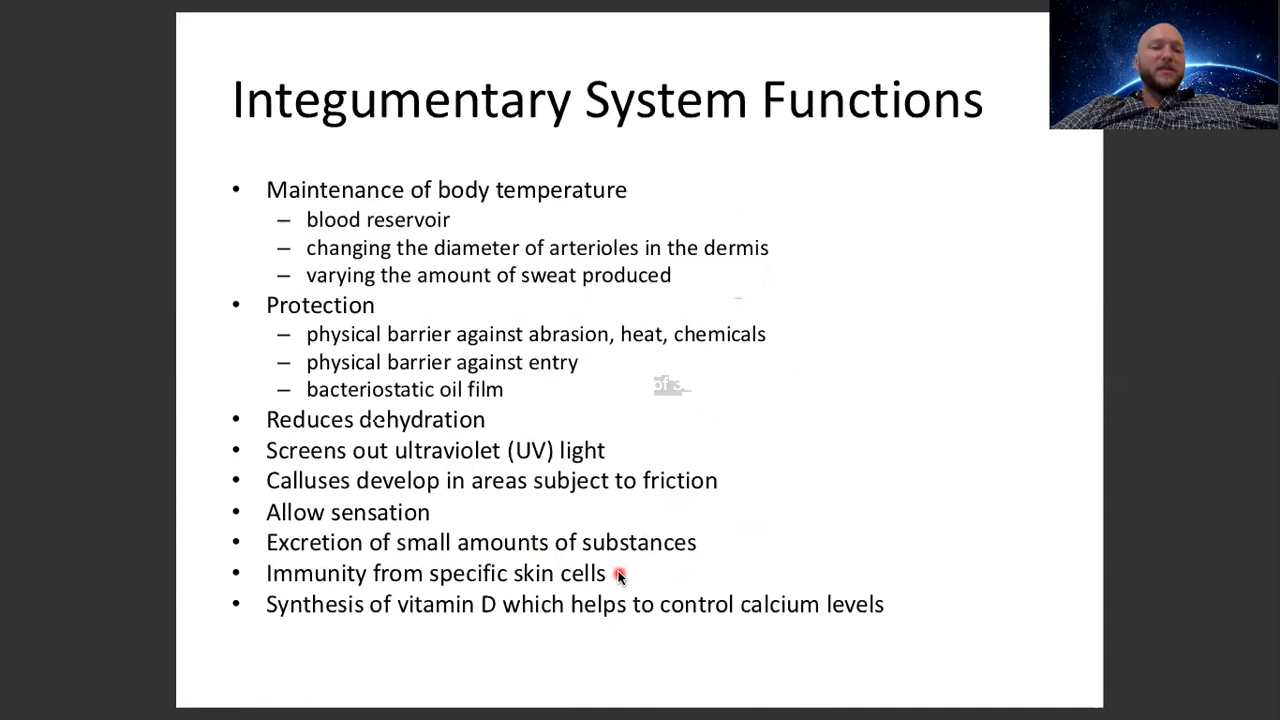 Integumentary System Functions
• Maintenance of body temperature
– blood reservoir
– changing the diameter of arterioles in the dermis
– varying the amount of sweat produced
• Protection
– physical barrier against abrasion, heat, chemicals
– physical barrier against entry
– bacteriostatic oil film
• Reduces dehydration
• Screens out ultraviolet (UV) light
• Calluses develop in areas subject to friction
• Allow sensation
• Excretion of small amounts of substances
• Immunity from specific skin cells
• Synthesis of vitamin D which helps to control calcium levels